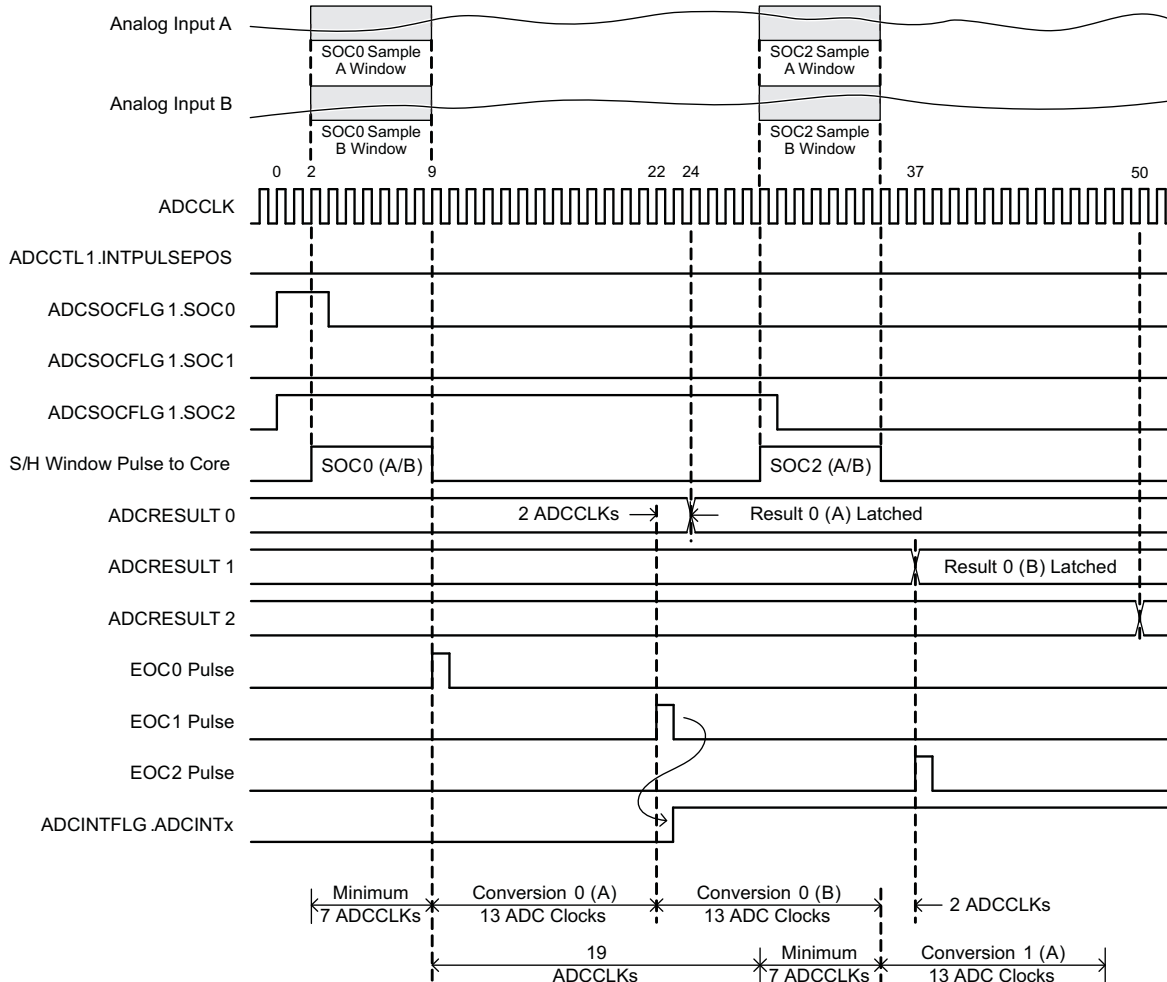 Analog Input A
SOC0 Sample
A Window
SOC2 Sample
A Window
Analog Input B
SOC0 Sample
B Window
SOC2 Sample
B Window
0 2 9 22 24 37 50
ADCCLK
ADCCTL1.INTPULSEPOS
ADCSOCFLG1.SOC0
ADCSOCFLG1.SOC1
ADCSOCFLG1.SOC2
S/H Window Pulse to Core
SOC0 (A/B)
SOC2 (A/B)
ADCRESULT 0
2 ADCCLKs
Result 0 (A) Latched
ADCRESULT 1
Result 0 (B) Latched
ADCRESULT 2
EOC0 Pulse
EOC1 Pulse
EOC2 Pulse
ADCINTFLG.ADCINTx
Minimum
7 ADCCLKs
Conversion 0 (A)
13 ADC Clocks
Conversion 0 (B)
13 ADC Clocks
2 ADCCLKs
19
ADCCLKs
Minimum
7 ADCCLKs
Conversion 1 (A)
13 ADC Clocks